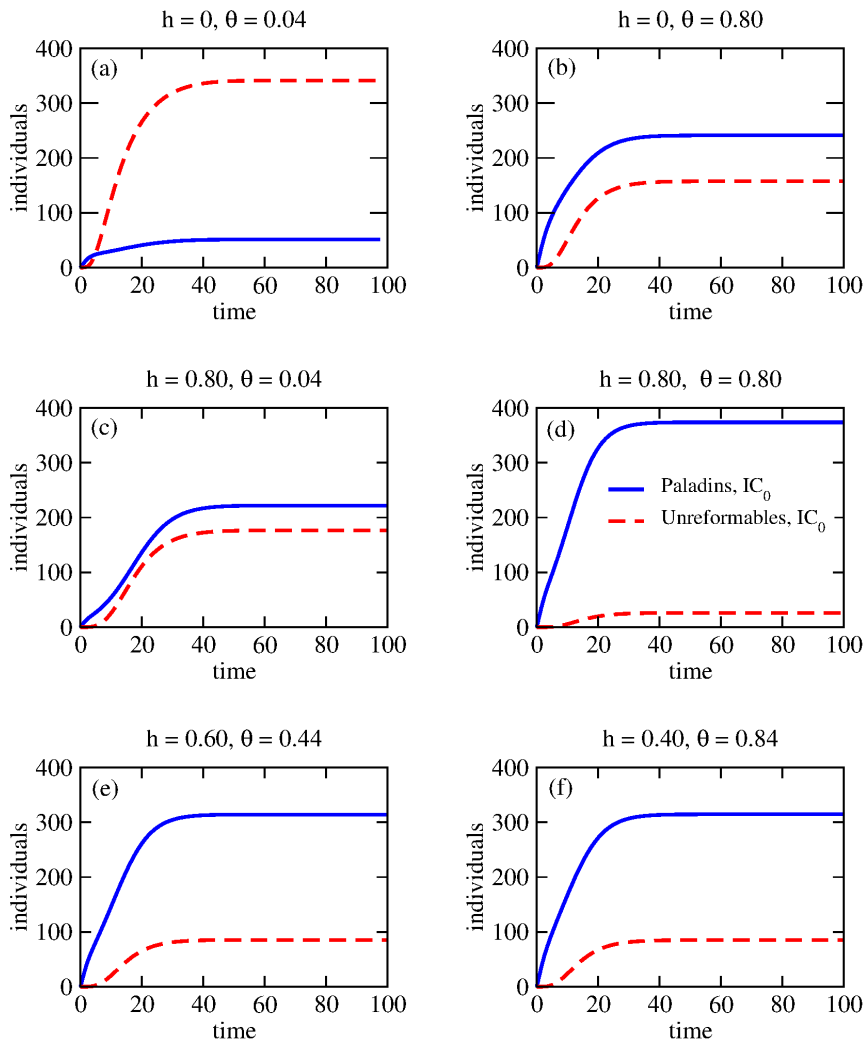 h = 0, θ = 0.04
(a)
individuals
400
300
200
100
0
0 20 40 60 80 100
time
h = 0, θ = 0.80
(b)
individuals
400
300
200
100
0
0 20 40 60 80 100
time
h = 0.80, θ = 0.04
(c)
individuals
400
300
200
100
0
0 20 40 60 80 100
time
h = 0.80, θ = 0.80
(d)
Paladins, IC₀
Unreformables, IC₀
individuals
400
300
200
100
0
0 20 40 60 80 100
time
h = 0.60, θ = 0.44
(e)
individuals
400
300
200
100
0
0 20 40 60 80 100
time
h = 0.40, θ = 0.84
(f)
individuals
400
300
200
100
0
0 20 40 60 80 100
time